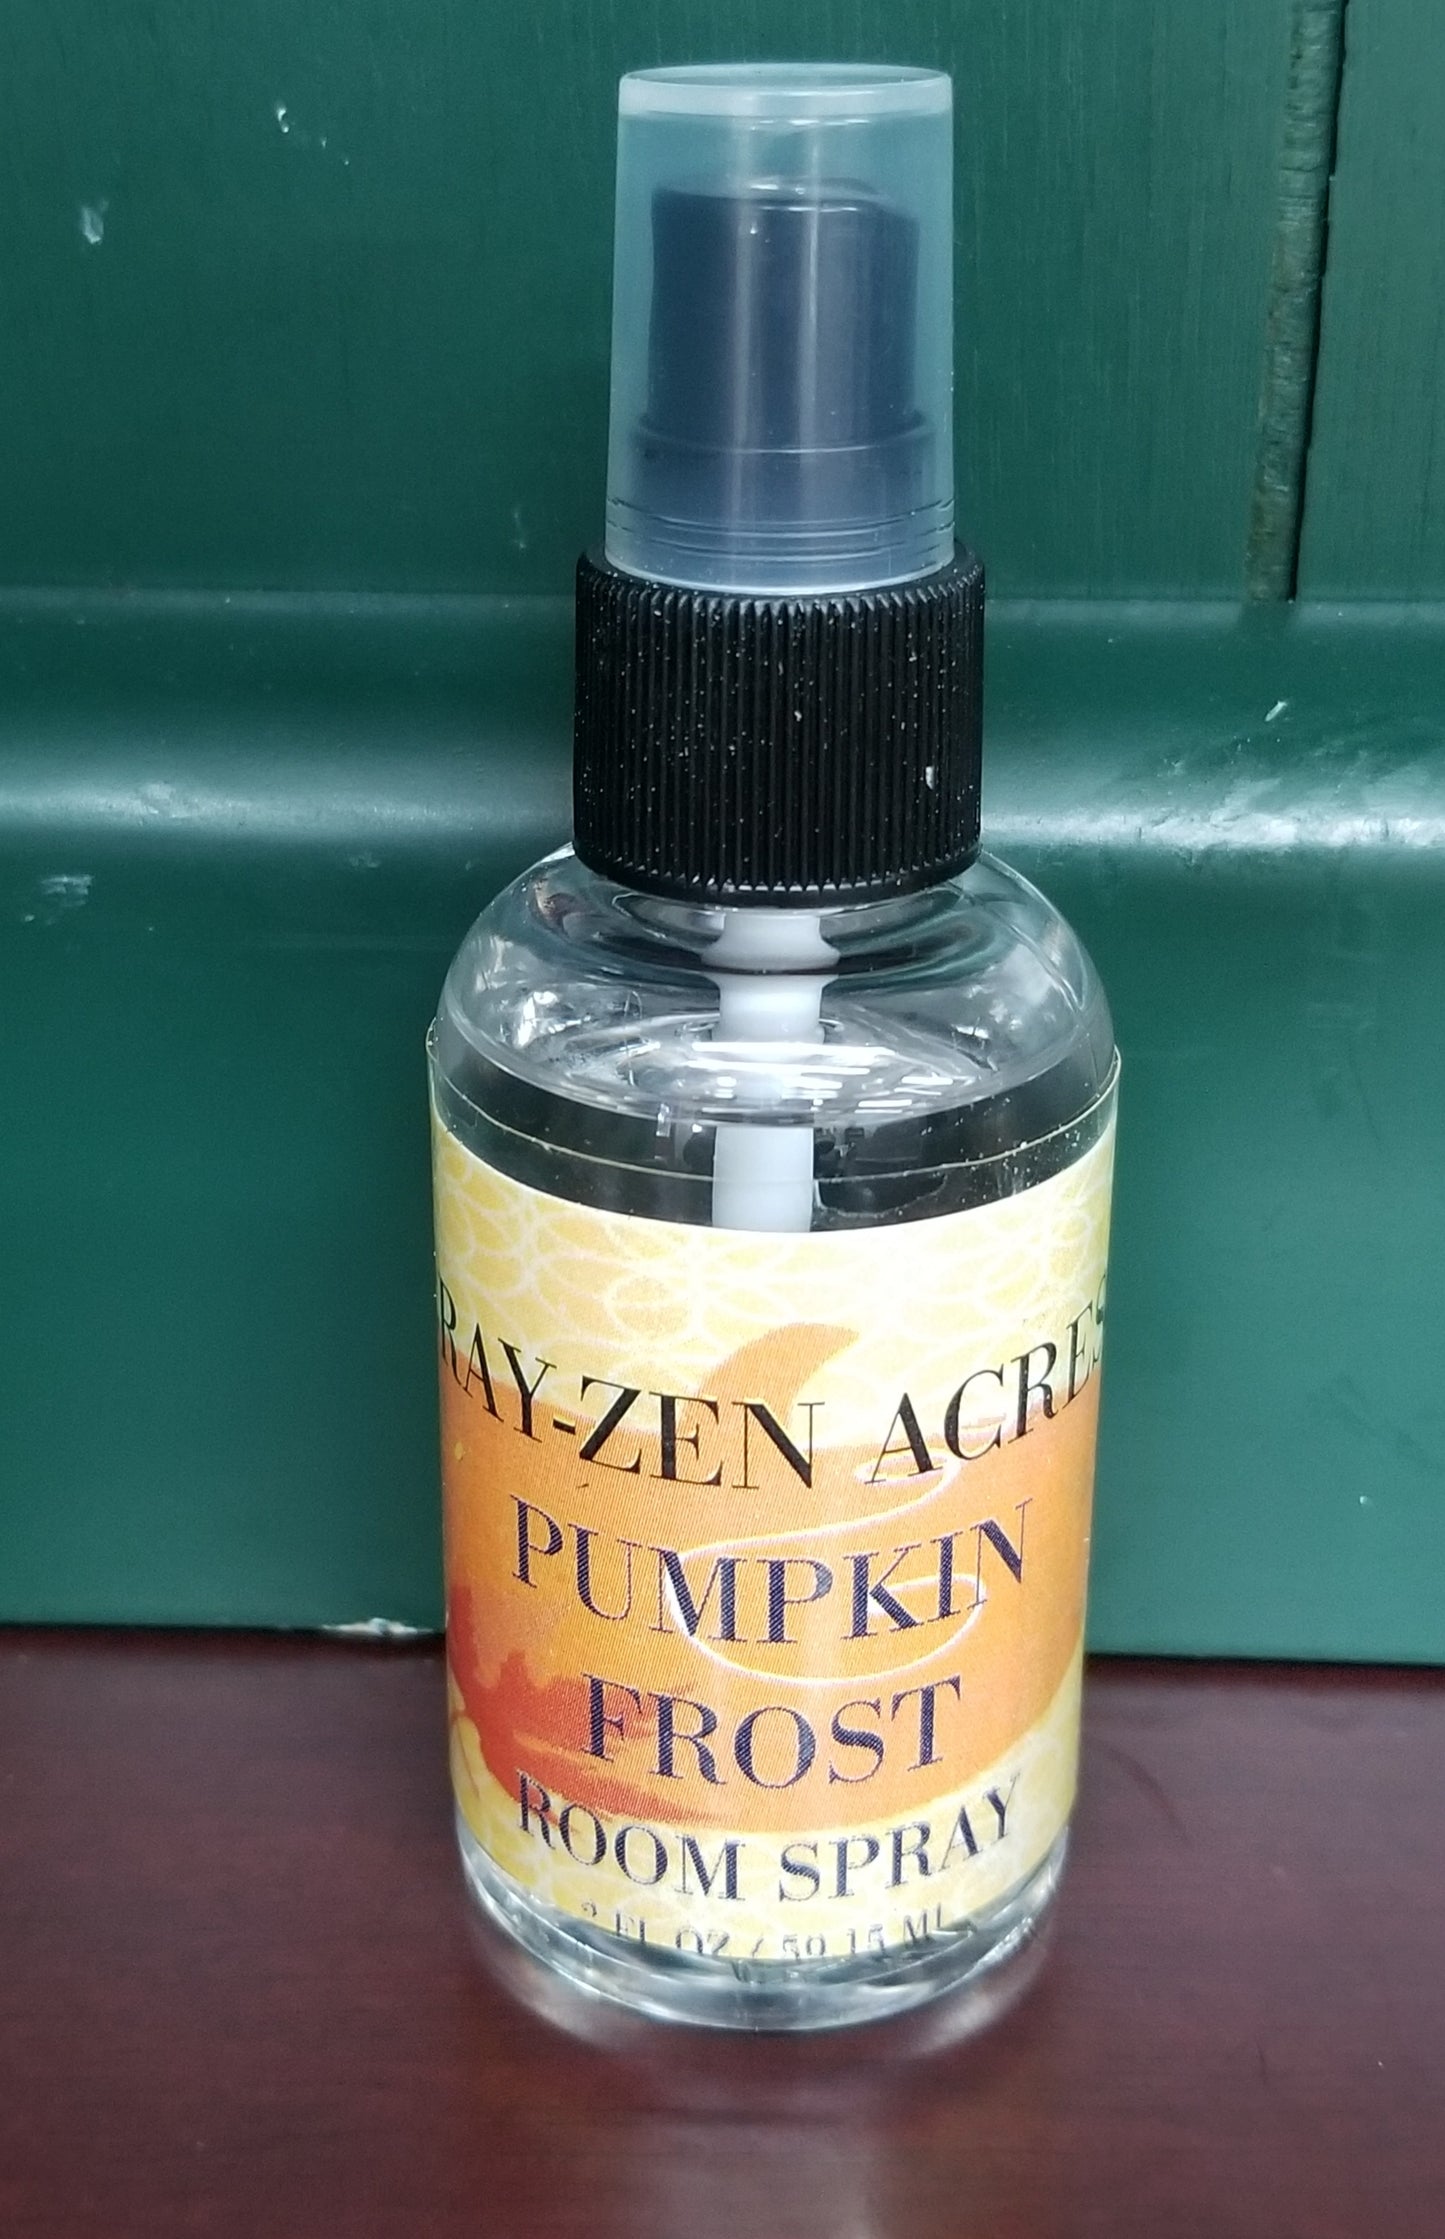 RAY-ZEN ACRES
PUMPKIN
FROST
ROOM SPRAY
2 FL OZ / 59.15 ML